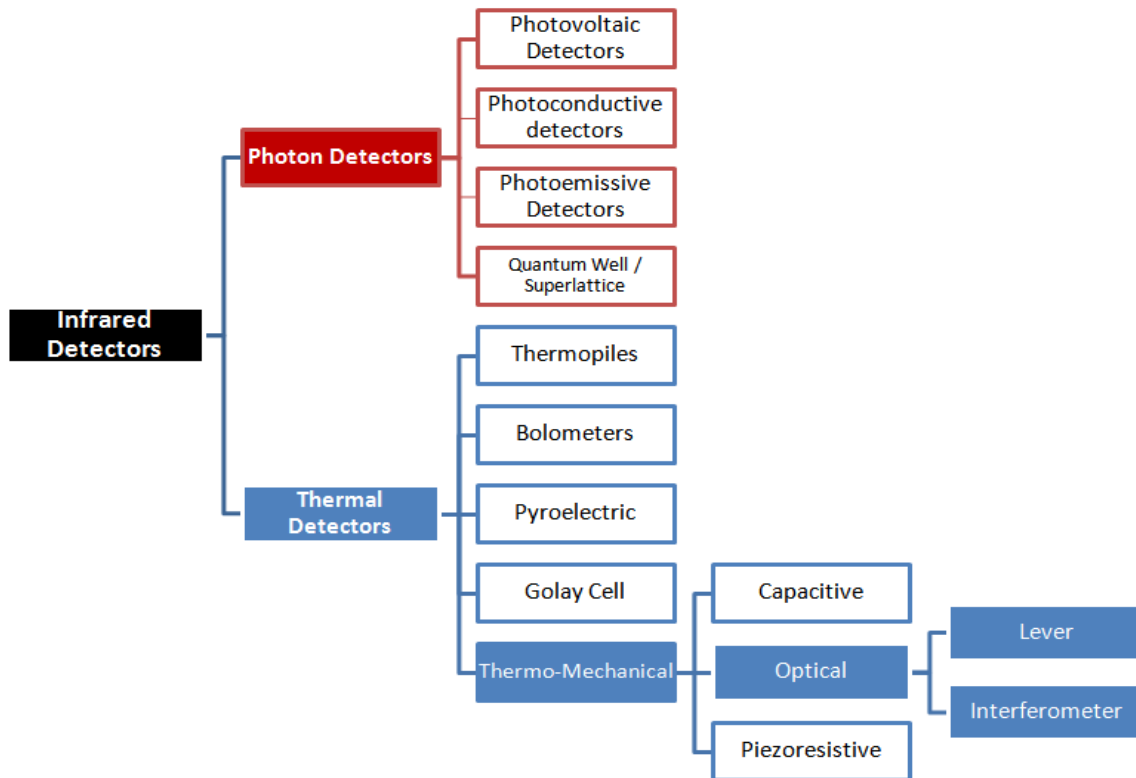 Photovoltaic
Detectors
Photoconductive
detectors
Photon Detectors
Photoemissive
Detectors
Quantum Well /
Superlattice
Infrared
Detectors
Thermopiles
Bolometers
Thermal
Detectors
Pyroelectric
Golay Cell
Capacitive
Lever
Thermo-Mechanical
Optical
Interferometer
Piezoresistive